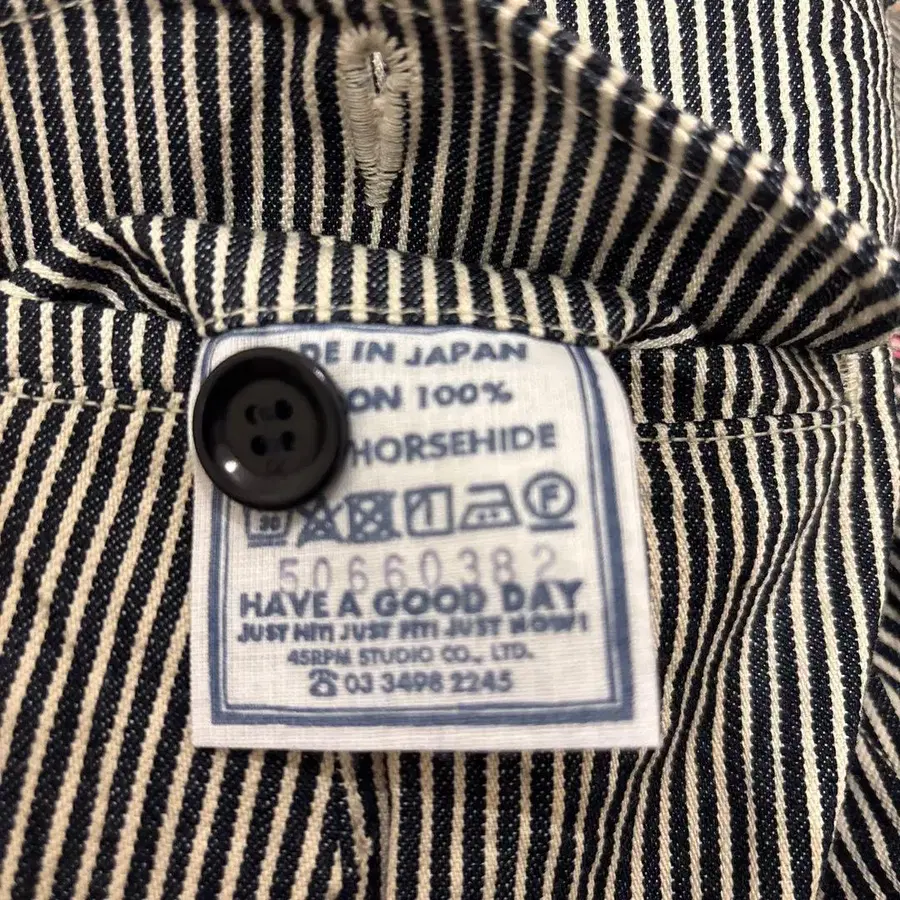 DE IN JAPAN
ON 100%
HORSEHIDE
30 F
50660382
HAVE A GOOD DAY
JUST HIT! JUST FIT! JUST NOW!
45RPM STUDIO CO., LTD.
☎ 03 3498 2245